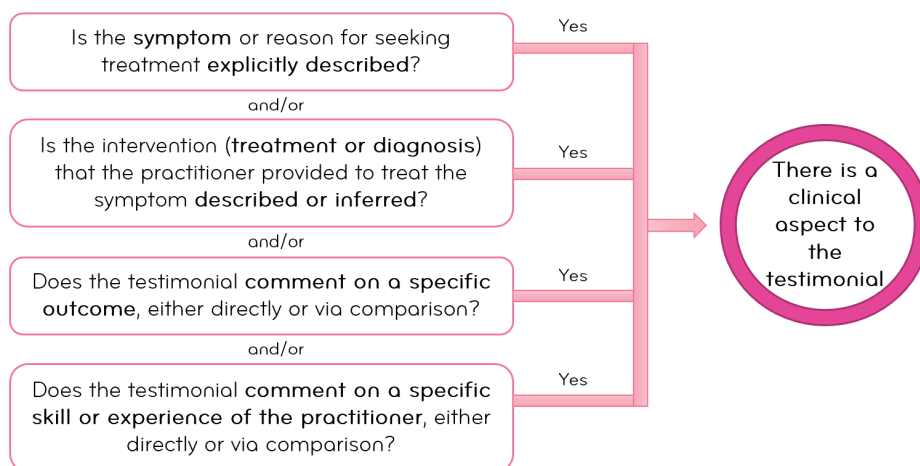 Is the symptom or reason for seeking
treatment explicitly described?
Yes
and/or
Is the intervention (treatment or diagnosis)
that the practitioner provided to treat the
symptom described or inferred?
Yes
and/or
Does the testimonial comment on a specific
outcome, either directly or via comparison?
Yes
and/or
Does the testimonial comment on a specific
skill or experience of the practitioner, either
directly or via comparison?
Yes
There is a
clinical
aspect to
the
testimonial